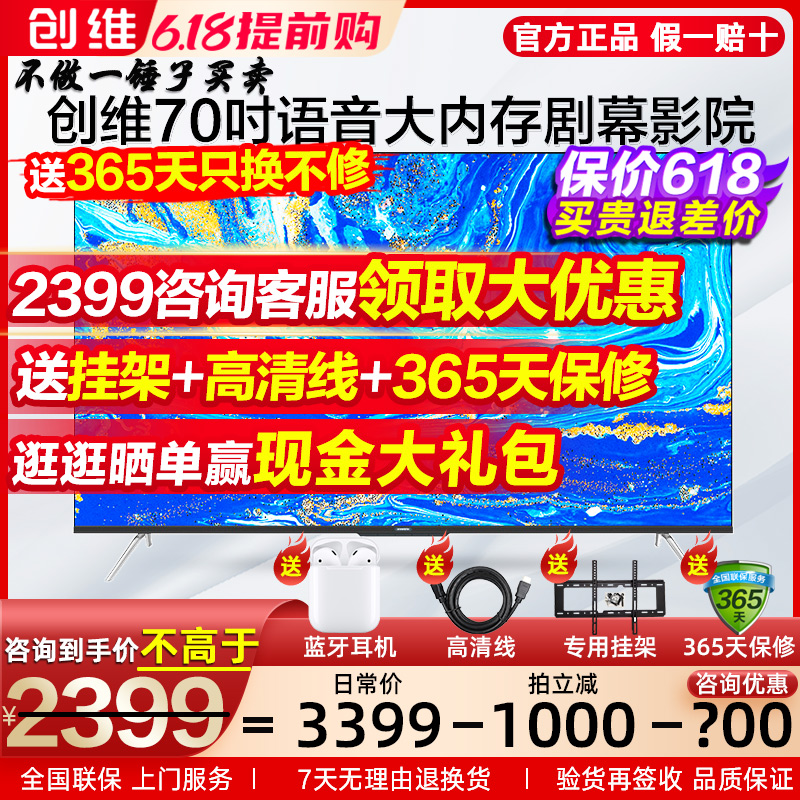 创维 6.18提前购
官方正品 假一赔十
不做一锤子买卖
创维70吋语音大内存剧幕影院
送365天只换不修
保价618
买贵退差价
2399咨询客服领取大优惠
送挂架+高清线+365天保修
逛逛晒单赢现金大礼包
送 送 送 送
全国联保服务
365
天
蓝牙耳机 高清线 专用挂架 365天保修
咨询到手价不高于
日常价 拍立减 咨询优惠
¥2399=3399-1000-?00
全国联保 上门服务 7天无理由退换货 验货再签收 品质保证